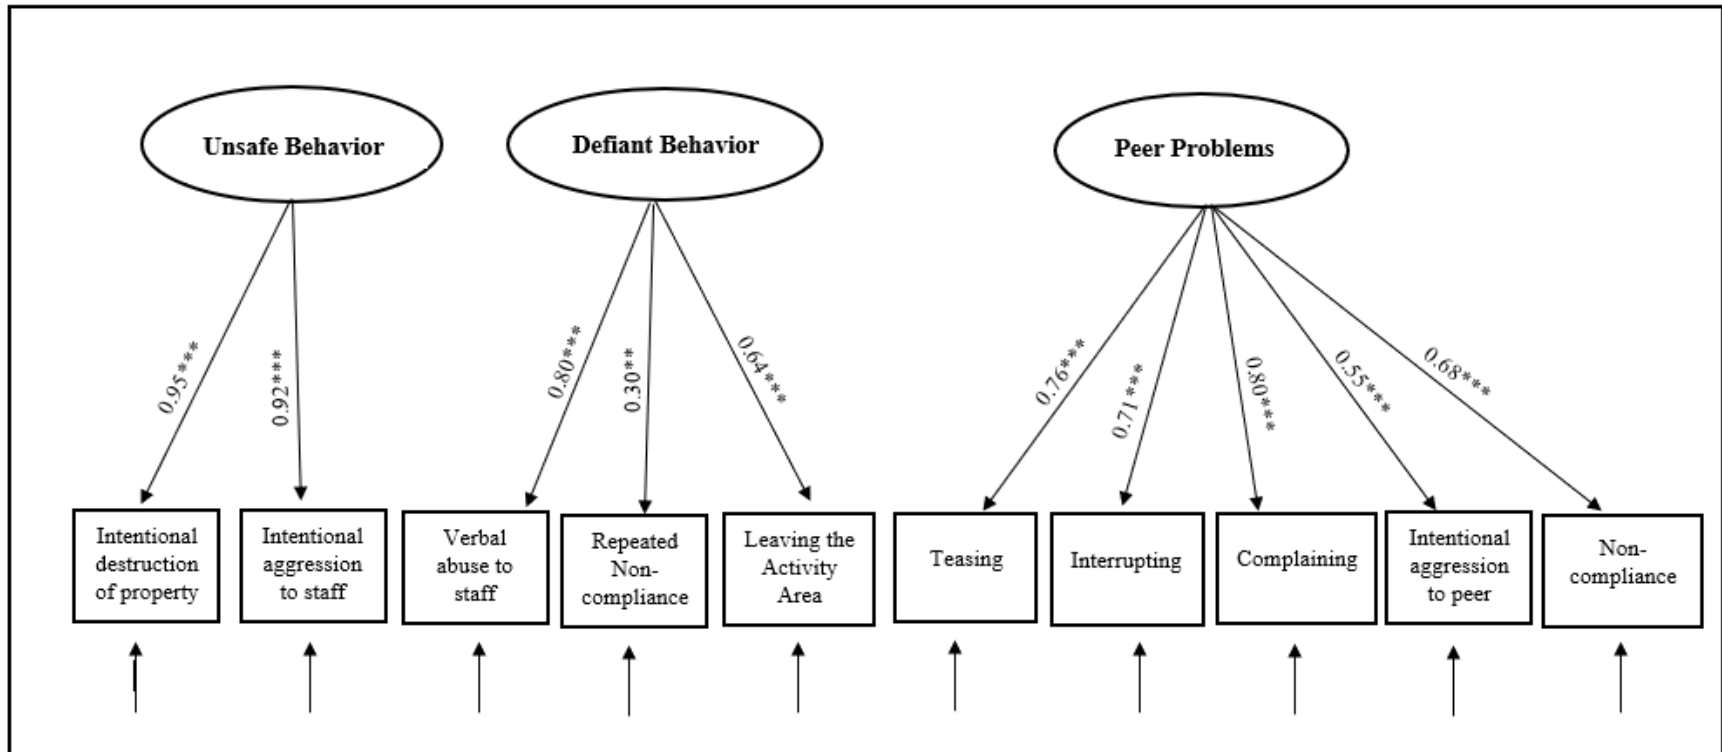 Unsafe Behavior
Defiant Behavior
Peer Problems
0.95***
0.92***
0.80***
0.30**
0.64***
0.76***
0.71***
0.80***
0.55***
0.68***
Intentional
destruction
of property
Intentional
aggression
to staff
Verbal
abuse to
staff
Repeated
Non-
compliance
Leaving the
Activity
Area
Teasing
Interrupting
Complaining
Intentional
aggression
to peer
Non-
compliance